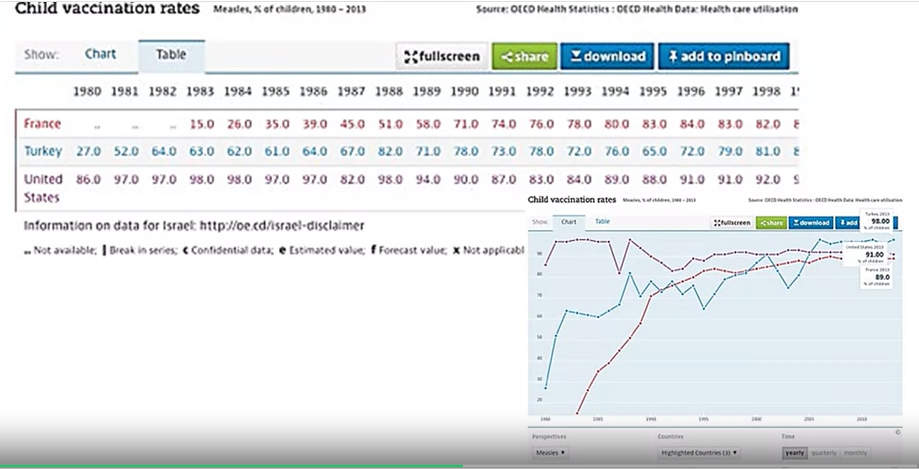 Child vaccination rates Measles, % of children, 1980 – 2013 Source: OECD Health Statistics : OECD Health Data: Health care utilisation
Show: Chart Table fullscreen share download add to pinboard
1980 1981 1982 1983 1984 1985 1986 1987 1988 1989 1990 1991 1992 1993 1994 1995 1996 1997 1998
France .. .. .. 15.0 26.0 35.0 39.0 45.0 51.0 58.0 71.0 74.0 76.0 78.0 80.0 83.0 84.0 83.0 82.0
Turkey 27.0 52.0 64.0 63.0 62.0 61.0 64.0 67.0 82.0 71.0 78.0 73.0 78.0 72.0 76.0 65.0 72.0 79.0 81.0
United 86.0 97.0 97.0 98.0 98.0 97.0 97.0 82.0 98.0 94.0 90.0 87.0 83.0 84.0 89.0 88.0 91.0 91.0 92.0
States
Information on data for Israel: http://oe.cd/israel-disclaimer
.. Not available; | Break in series; c Confidential data; e Estimated value; f Forecast value; x Not applicabl
Child vaccination rates Measles, % of children, 1980 – 2013 Source: OECD Health Statistics : OECD Health Data: Health care utilisation
Show: Chart Table fullscreen share download add
Turkey 2013
98.00
% of children
United States 2013
91.00
% of children
France 2013
89.0
% of children
90
80
70
60
50
40
30
20
1980 1985 1990 1995 2000 2005 2010
Perspectives Countries Time
Measles Highlighted Countries (3) yearly quarterly monthly